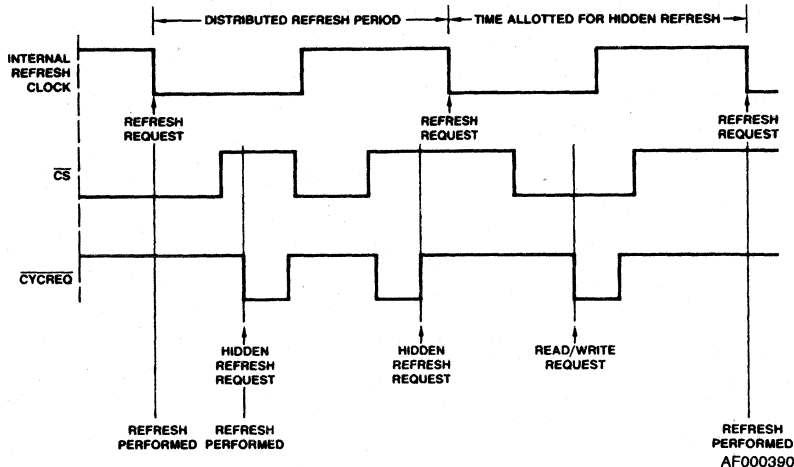 DISTRIBUTED REFRESH PERIOD
TIME ALLOTTED FOR HIDDEN REFRESH
INTERNAL
REFRESH
CLOCK
REFRESH
REQUEST
REFRESH
REQUEST
REFRESH
REQUEST
CS
CYCREQ
HIDDEN
REFRESH
REQUEST
HIDDEN
REFRESH
REQUEST
READ/WRITE
REQUEST
REFRESH
PERFORMED
REFRESH
PERFORMED
REFRESH
PERFORMED
AF000390